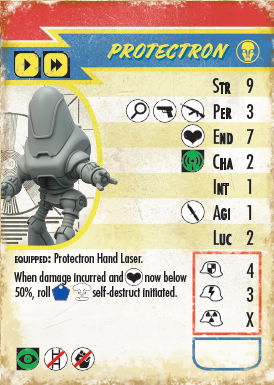 PROTECTRON
STR 9
PER 3
END 7
CHA 2
INT 1
AGI 1
LUC 2
EQUIPPED: Protectron Hand Laser.
When damage incurred and now below
50%, roll self-destruct initiated.
4
3
X